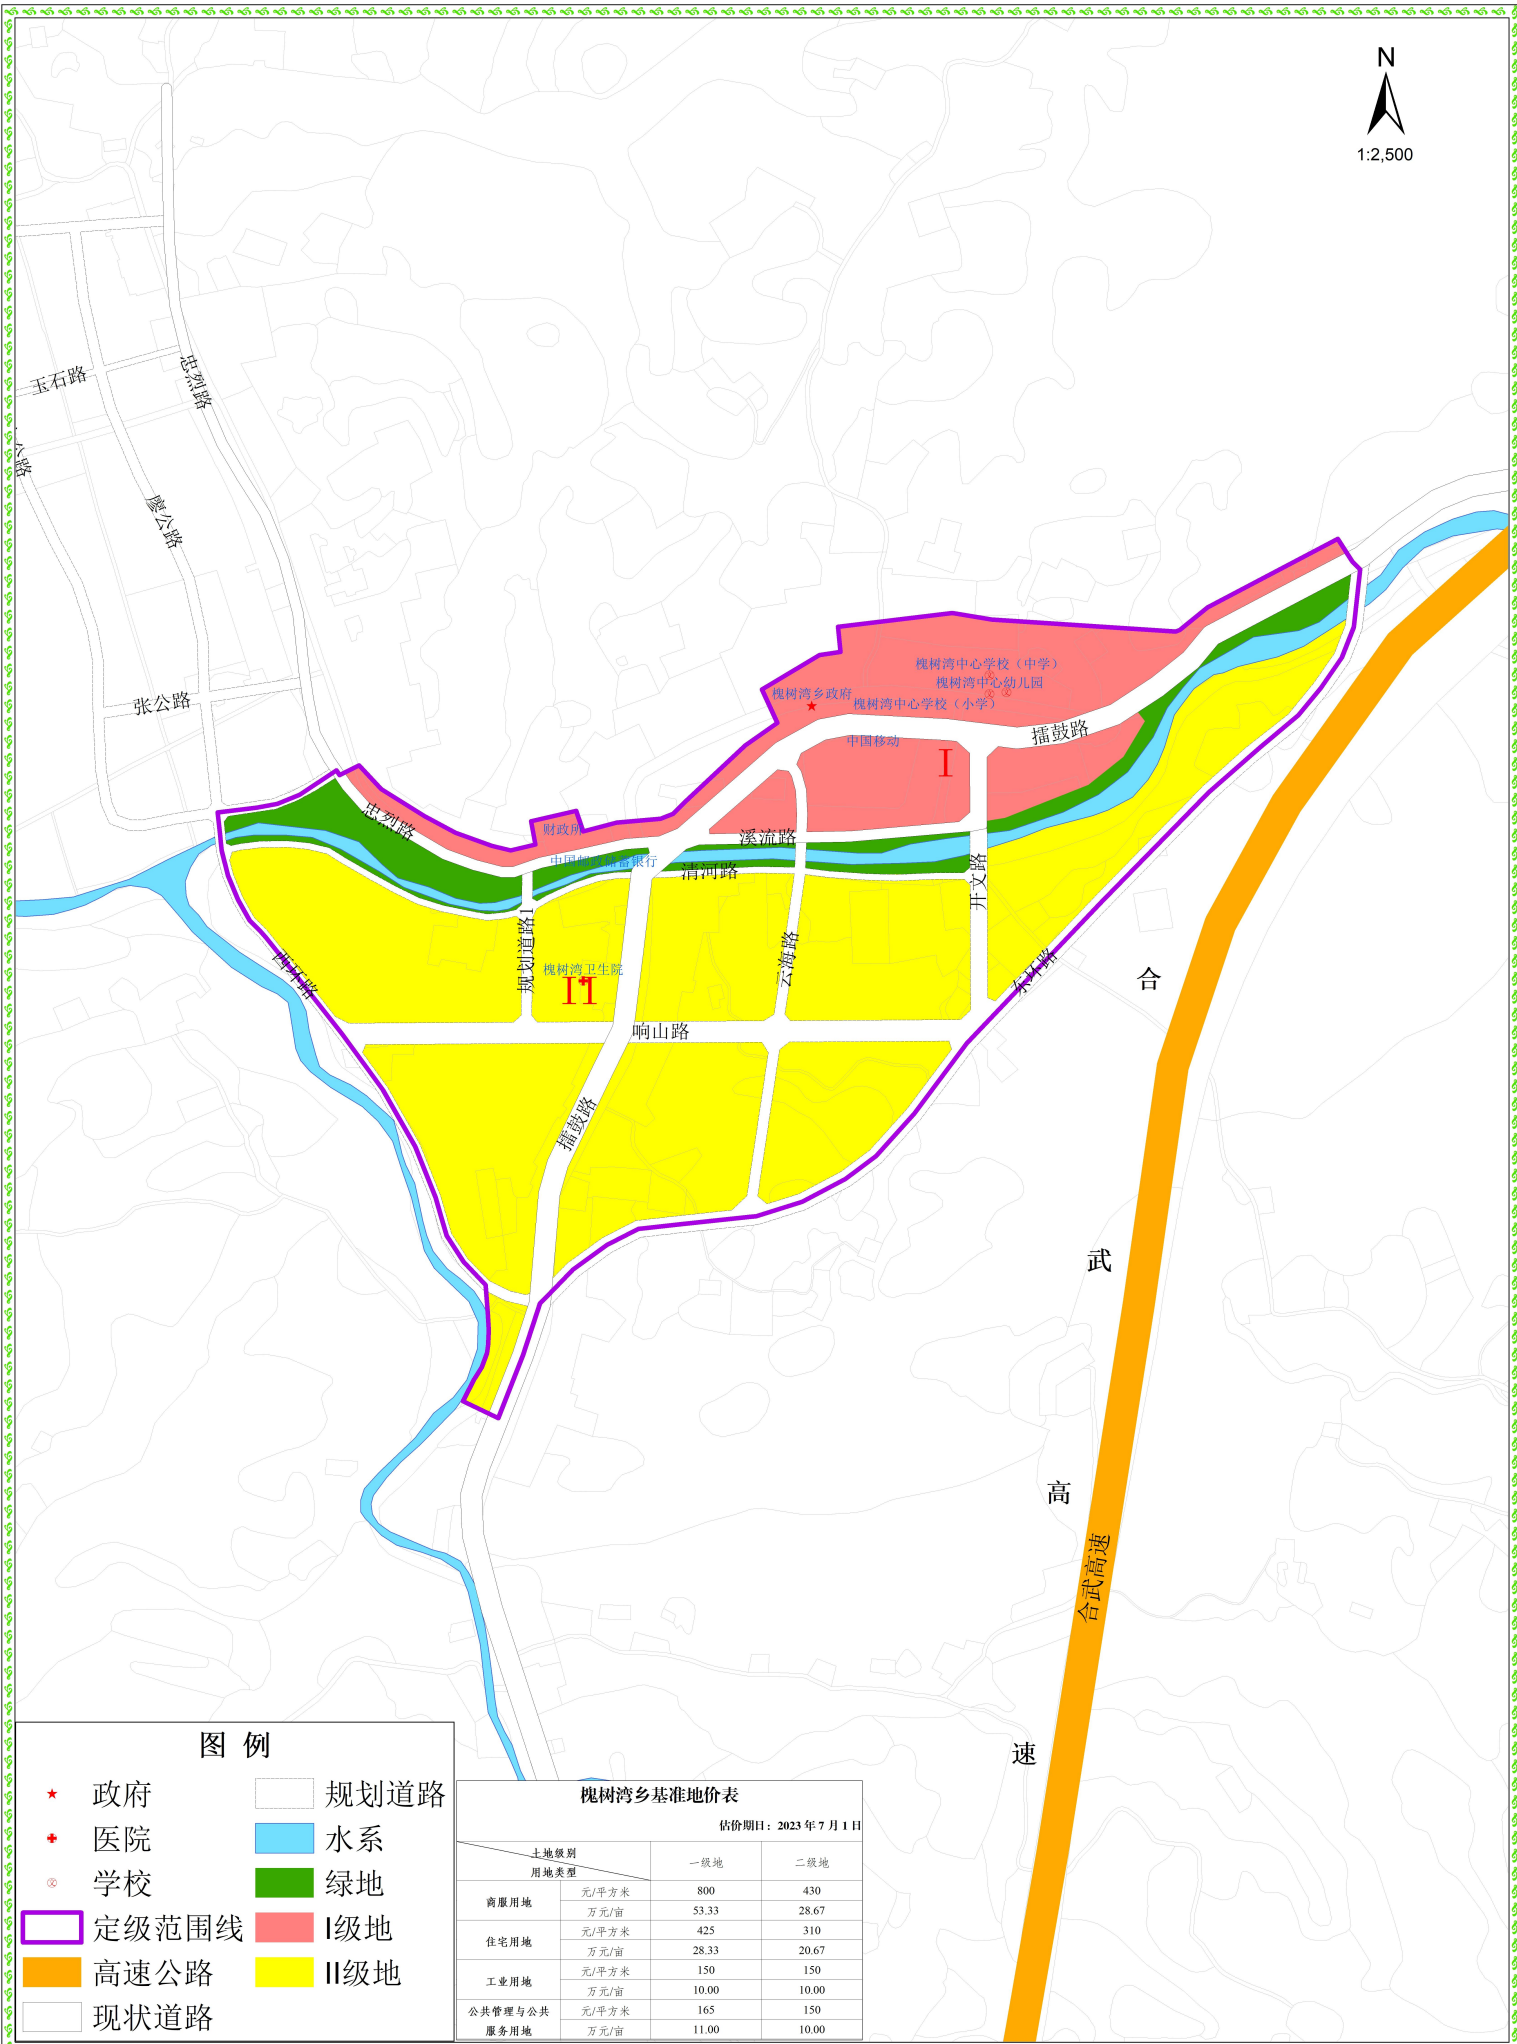 N
1:2,500
玉石路
忠烈路
公路
廖公路
张公路
槐树湾中心学校（中学）
槐树湾中心幼儿园
槐树湾乡政府
槐树湾中心学校（小学）
擂鼓路
中国移动
I
忠烈路
财政所
溪流路
中国邮政储蓄银行
清河路
开文路
规划道路1
云海路
西环路
槐树湾卫生院
II
东环路
合
响山路
擂鼓路
武
高
合武高速
速
图 例
政府
规划道路
医院
水系
学校
绿地
定级范围线
I级地
高速公路
II级地
现状道路
槐树湾乡基准地价表
估价期日：2023 年 7 月 1 日
土地级别
用地类型
一级地
二级地
商服用地
元/平方米 800 430
万元/亩 53.33 28.67
住宅用地
元/平方米 425 310
万元/亩 28.33 20.67
工业用地
元/平方米 150 150
万元/亩 10.00 10.00
公共管理与公共
服务用地
元/平方米 165 150
万元/亩 11.00 10.00